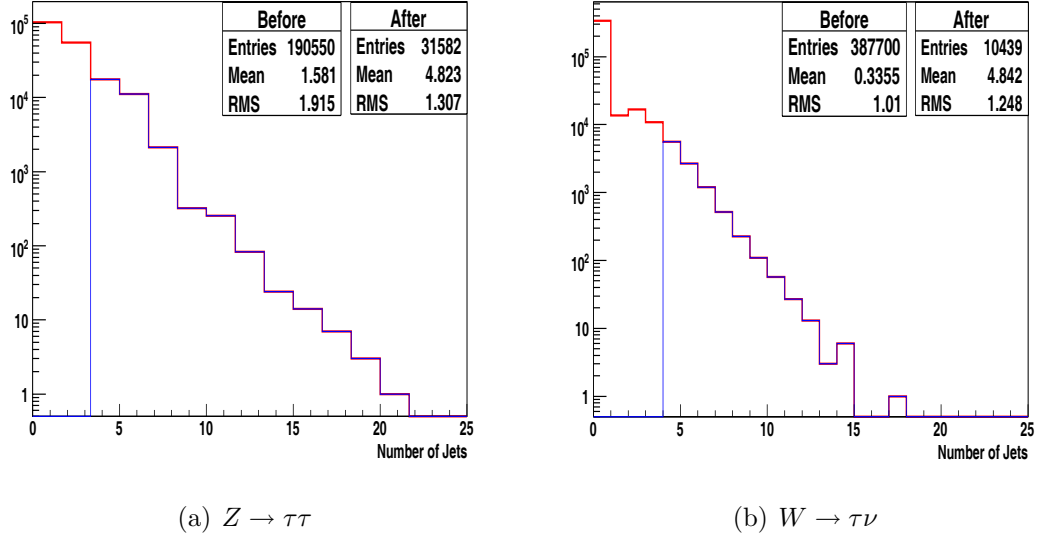 Before
Entries 190550
Mean 1.581
RMS 1.915
After
Entries 31582
Mean 4.823
RMS 1.307
10^5
10^4
10^3
10^2
10
1
0 5 10 15 20 25
Number of Jets
(a) Z → ττ
Before
Entries 387700
Mean 0.3355
RMS 1.01
After
Entries 10439
Mean 4.842
RMS 1.248
10^5
10^4
10^3
10^2
10
1
0 5 10 15 20 25
Number of Jets
(b) W → τν